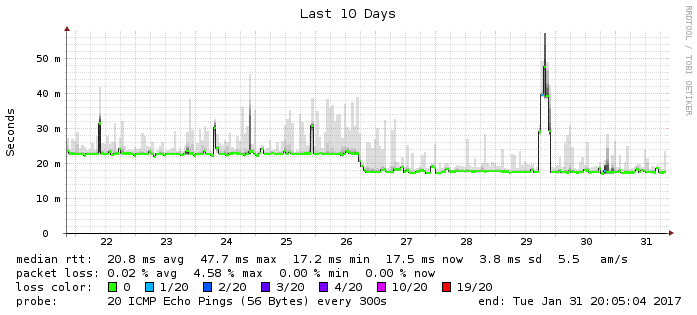 Last 10 Days
RRDTOOL / TOBI OETIKER
Seconds
50 m
40 m
30 m
20 m
10 m
0
22 23 24 25 26 27 28 29 30 31
median rtt: 20.8 ms avg 47.7 ms max 17.2 ms min 17.5 ms now 3.8 ms sd 5.5 am/s
packet loss: 0.02 % avg 4.58 % max 0.00 % min 0.00 % now
loss color: 0 1/20 2/20 3/20 4/20 10/20 19/20
probe: 20 ICMP Echo Pings (56 Bytes) every 300s end: Tue Jan 31 20:05:04 2017